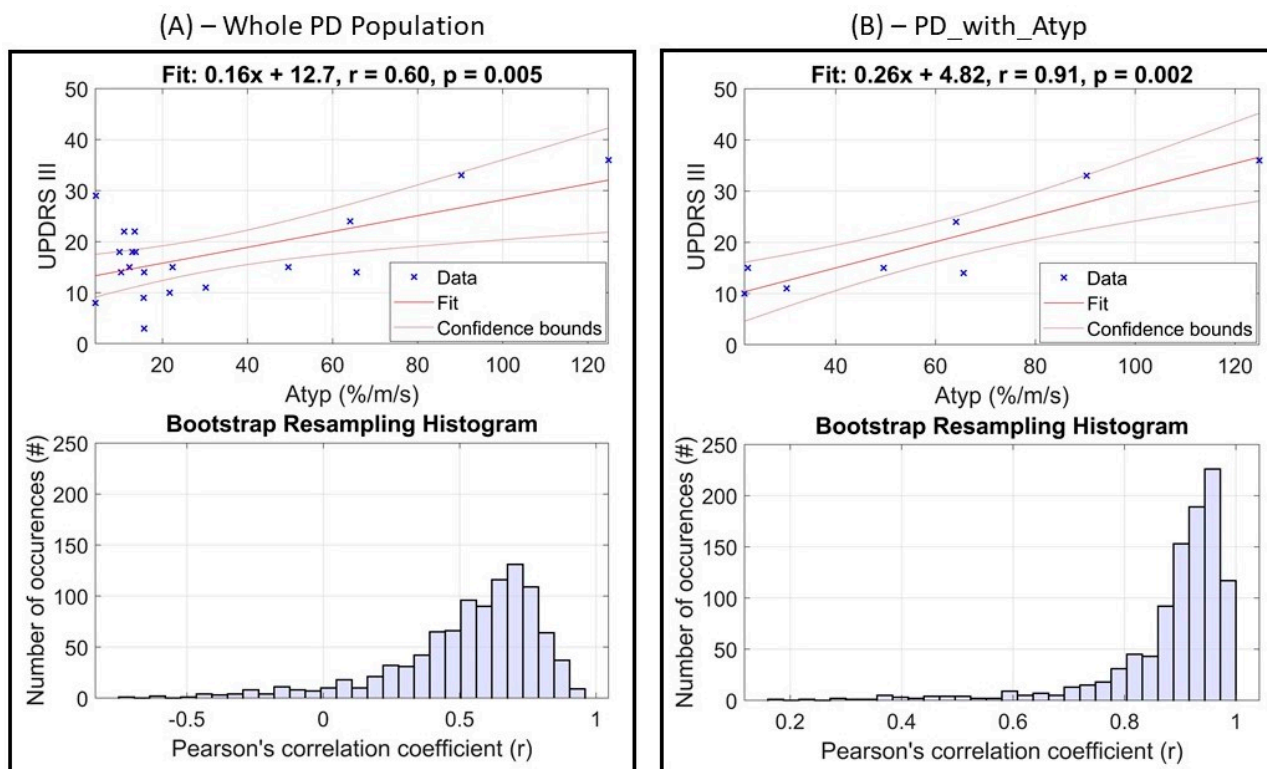 (A) – Whole PD Population
Fit: 0.16x + 12.7, r = 0.60, p = 0.005
UPDRS III
50
40
30
20
10
0
Data
Fit
Confidence bounds
20 40 60 80 100 120
Atyp (%/m/s)
Bootstrap Resampling Histogram
Number of occurences (#)
250
200
150
100
50
0
-0.5 0 0.5 1
Pearson's correlation coefficient (r)
(B) – PD_with_Atyp
Fit: 0.26x + 4.82, r = 0.91, p = 0.002
UPDRS III
50
40
30
20
10
0
Data
Fit
Confidence bounds
40 60 80 100 120
Atyp (%/m/s)
Bootstrap Resampling Histogram
Number of occurences (#)
250
200
150
100
50
0
0.2 0.4 0.6 0.8 1
Pearson's correlation coefficient (r)